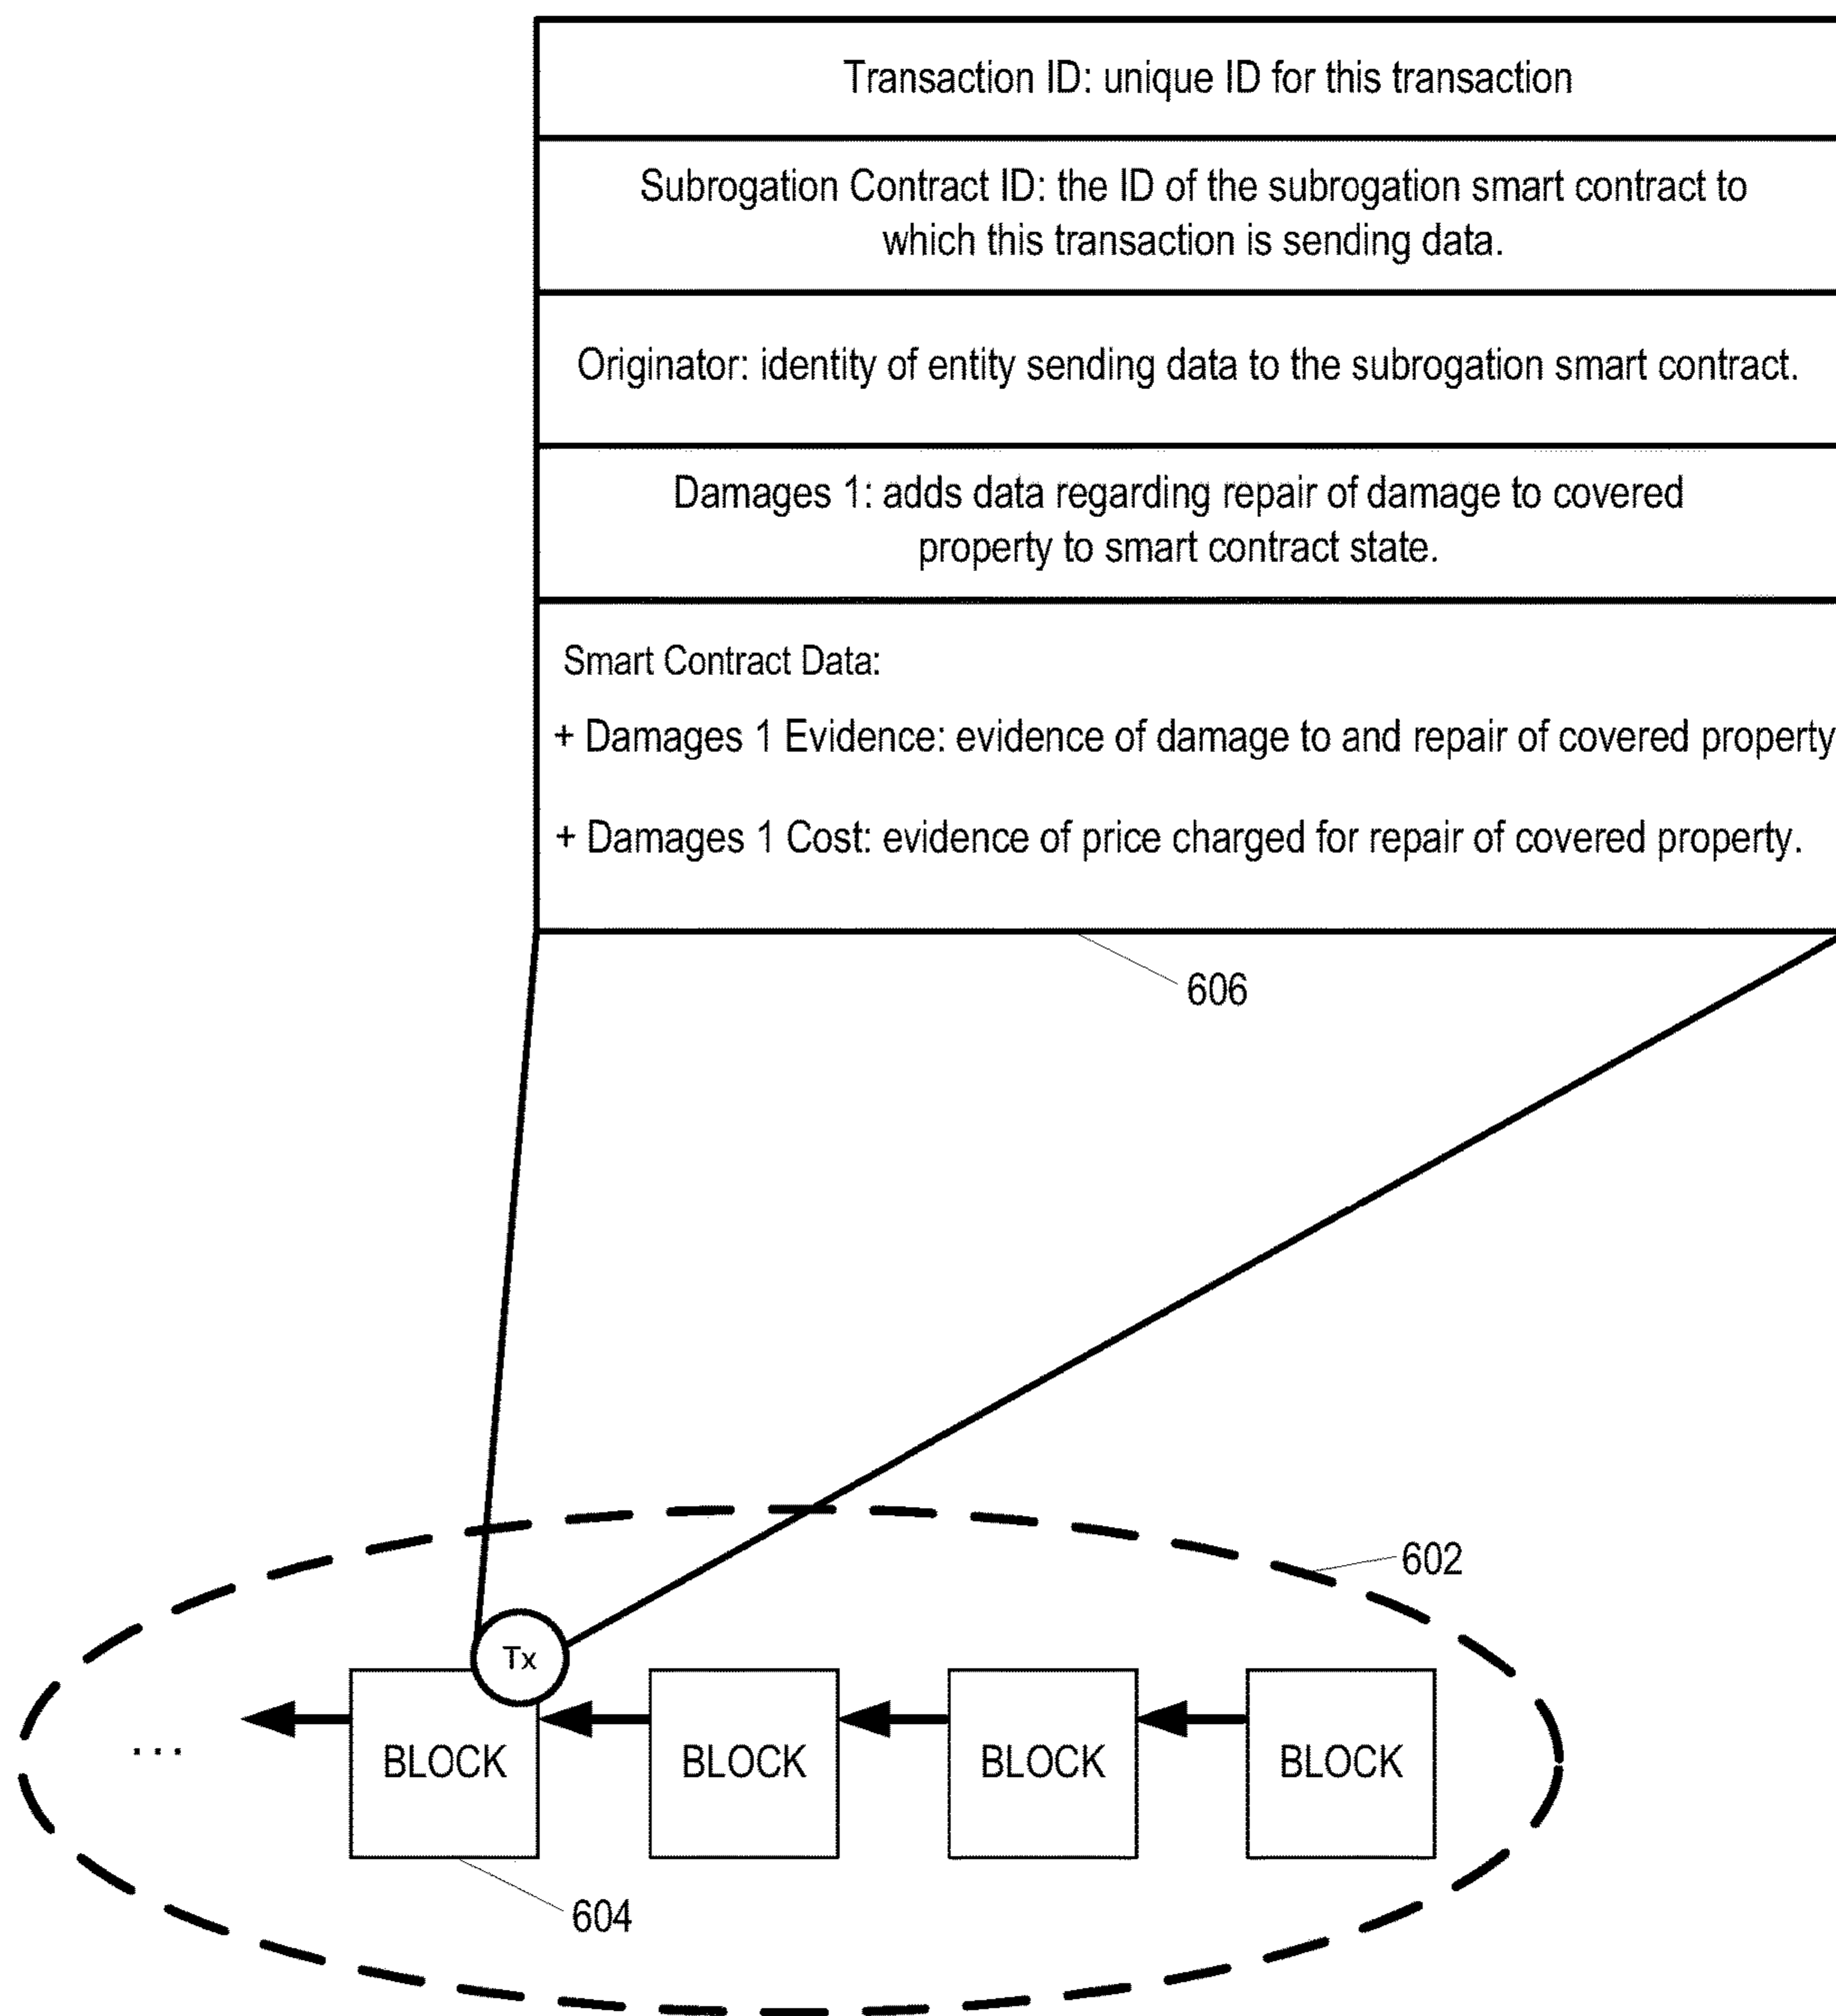 Transaction ID: unique ID for this transaction
Subrogation Contract ID: the ID of the subrogation smart contract to
which this transaction is sending data.
Originator: identity of entity sending data to the subrogation smart contract.
Damages 1: adds data regarding repair of damage to covered
property to smart contract state.
Smart Contract Data:
+ Damages 1 Evidence: evidence of damage to and repair of covered property
+ Damages 1 Cost: evidence of price charged for repair of covered property.
606
602
Tx
...
BLOCK BLOCK BLOCK BLOCK
604